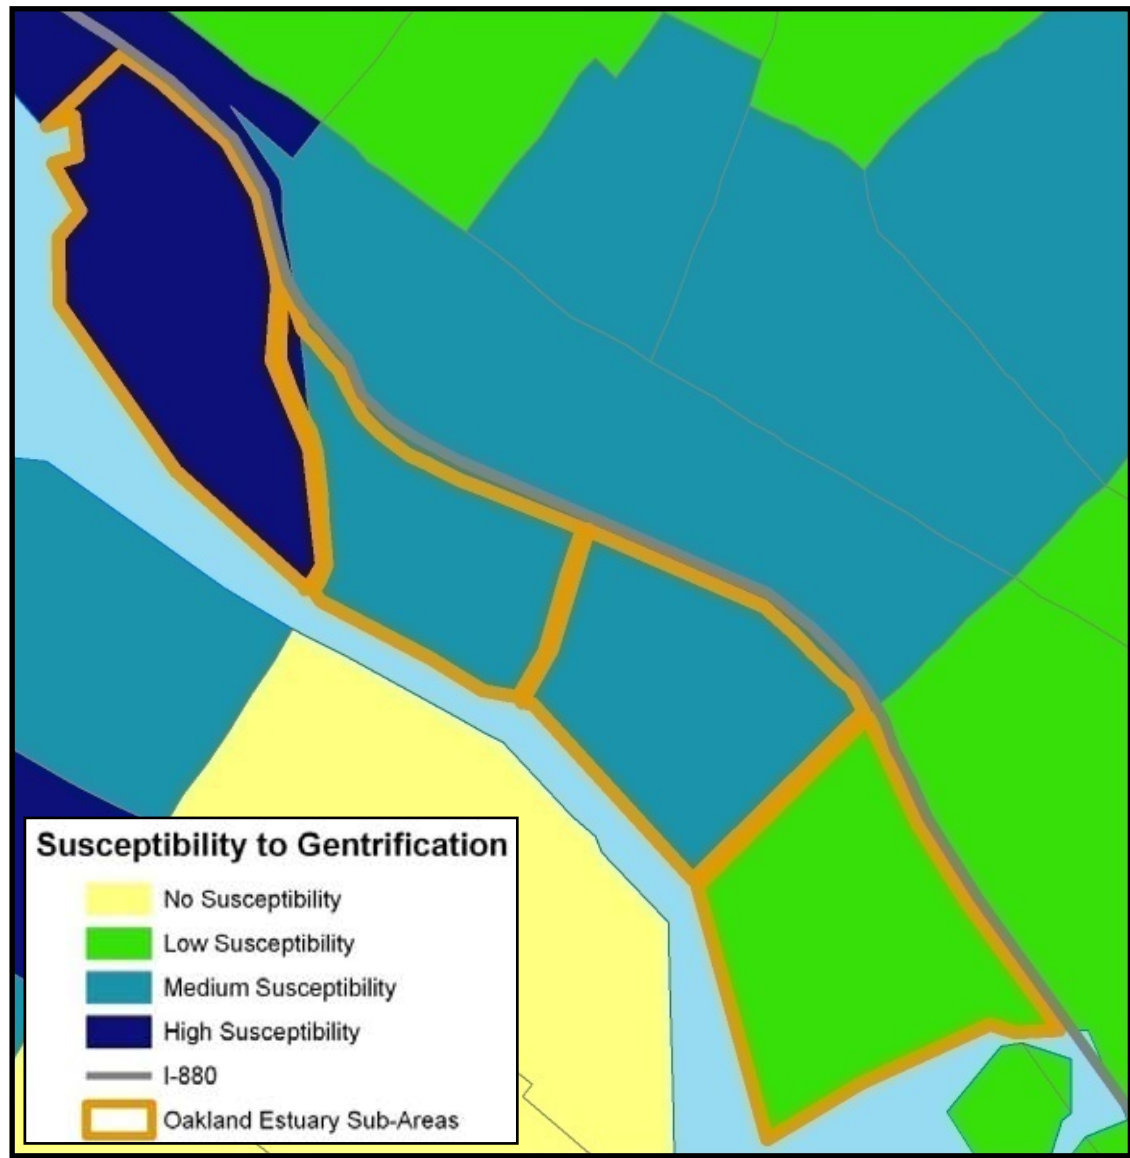 Susceptibility to Gentrification
No Susceptibility
Low Susceptibility
Medium Susceptibility
High Susceptibility
I-880
Oakland Estuary Sub-Areas